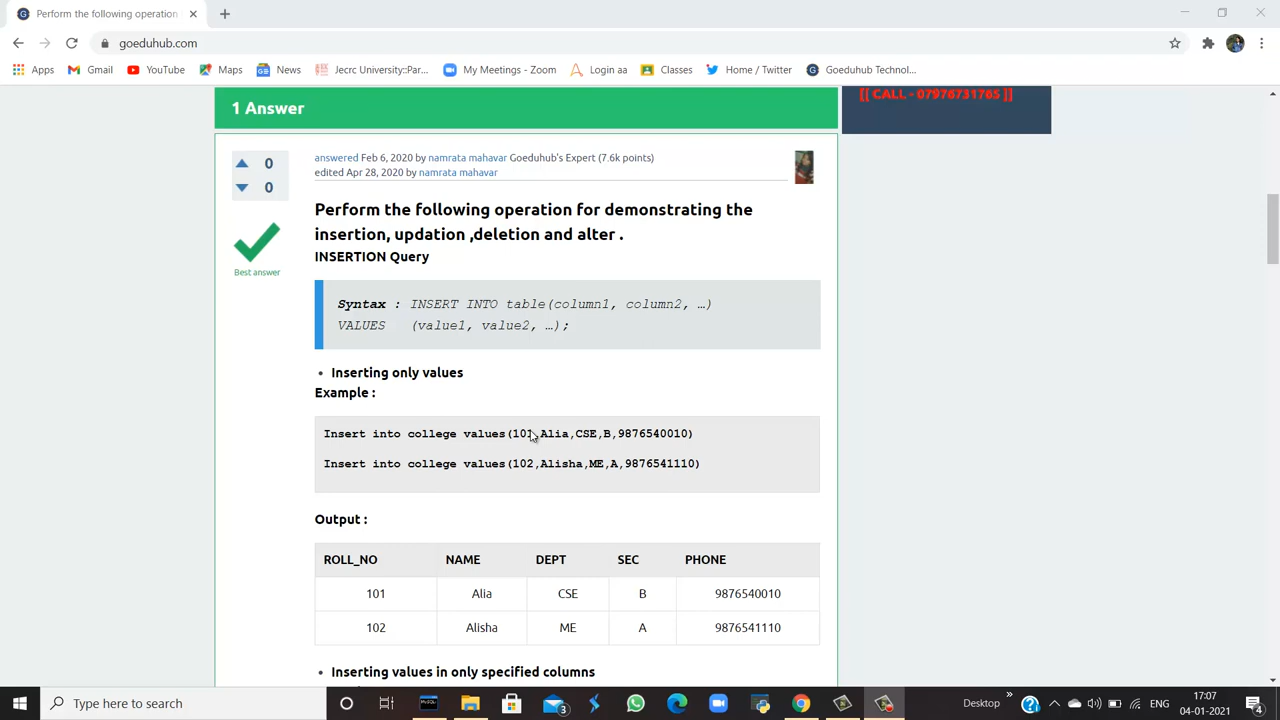 Perform the following operation
goeduhub.com
Apps
Gmail
YouTube
Maps
News
Jecrc University::Par...
My Meetings - Zoom
Login aa
Classes
Home / Twitter
Goeduhub Technol...
[[ CALL - 07976731765 ]]
1 Answer
0
0
Best answer
answered Feb 6, 2020 by namrata mahavar Goeduhub's Expert (7.6k points)
edited Apr 28, 2020 by namrata mahavar
Perform the following operation for demonstrating the
insertion, updation ,deletion and alter .
INSERTION Query
Syntax : INSERT INTO table(column1, column2, …)
VALUES (value1, value2, …);
• Inserting only values
Example :
Insert into college values(101,Alia,CSE,B,9876540010)
Insert into college values(102,Alisha,ME,A,9876541110)
Output :
ROLL_NO NAME DEPT SEC PHONE
101 Alia CSE B 9876540010
102 Alisha ME A 9876541110
• Inserting values in only specified columns
Type here to search
3
Desktop
»
ENG
17:07
04-01-2021
4